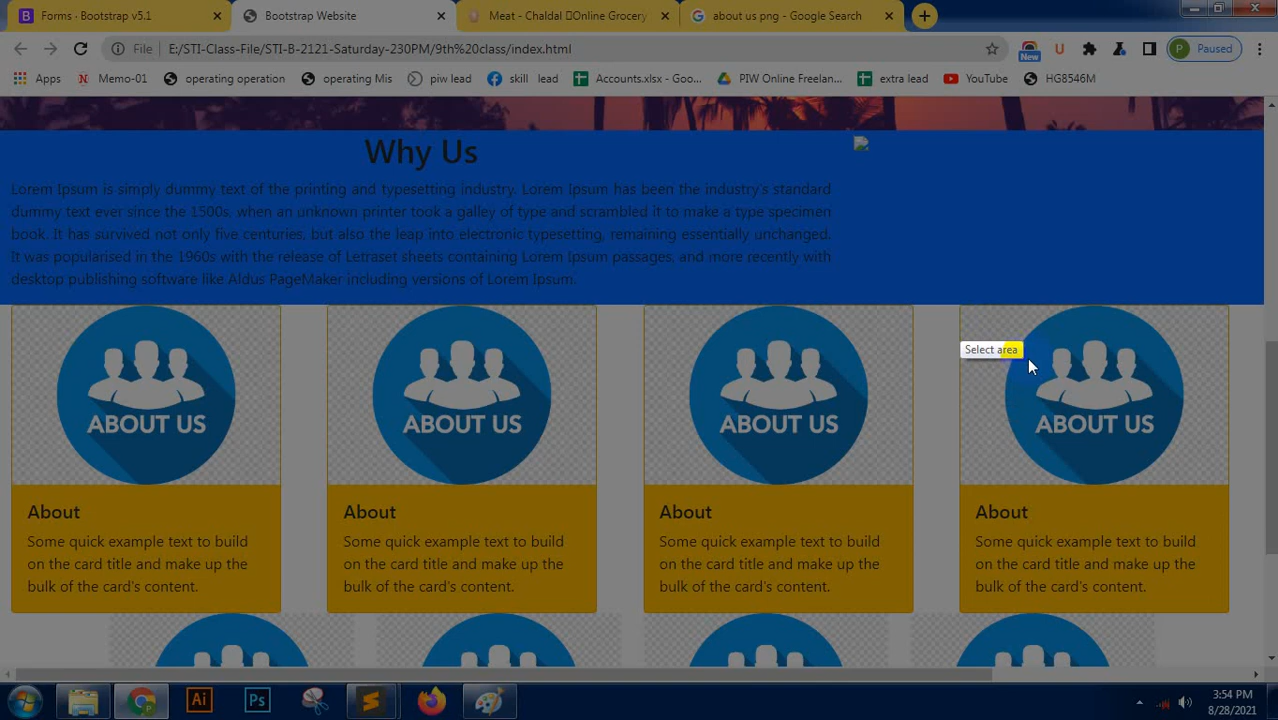 Forms · Bootstrap v5.1
Bootstrap Website
Meat - Chaldal Online Grocery
about us png - Google Search
File
E:/STI-Class-File/STI-B-2121-Saturday-230PM/9th%20class/index.html
New
Paused
Apps
Memo-01
operating operation
operating Mis
piw lead
skill lead
Accounts.xlsx - Goo...
PIW Online Freelan...
extra lead
YouTube
HG8546M
Why Us
Lorem Ipsum is simply dummy text of the printing and typesetting industry. Lorem Ipsum has been the industry's standard
dummy text ever since the 1500s, when an unknown printer took a galley of type and scrambled it to make a type specimen
book. It has survived not only five centuries, but also the leap into electronic typesetting, remaining essentially unchanged.
It was popularised in the 1960s with the release of Letraset sheets containing Lorem Ipsum passages, and more recently with
desktop publishing software like Aldus PageMaker including versions of Lorem Ipsum.
ABOUT US
ABOUT US
ABOUT US
ABOUT US
Select area
About
Some quick example text to build
on the card title and make up the
bulk of the card's content.
About
Some quick example text to build
on the card title and make up the
bulk of the card's content.
About
Some quick example text to build
on the card title and make up the
bulk of the card's content.
About
Some quick example text to build
on the card title and make up the
bulk of the card's content.
Ai
Ps
3:54 PM
8/28/2021